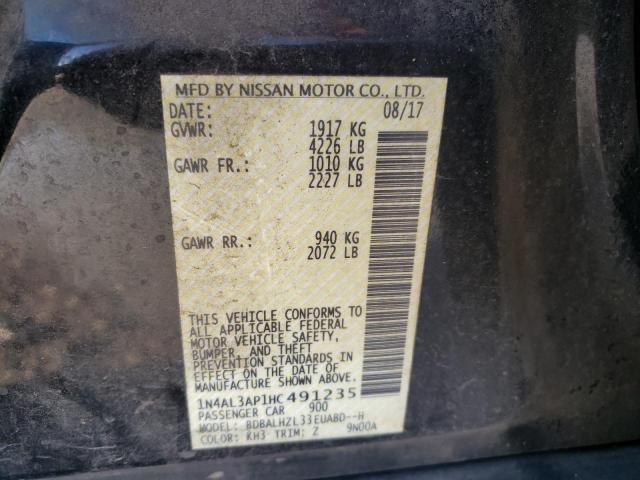 MFD BY NISSAN MOTOR CO., LTD.
DATE: 08/17
GVWR: 1917 KG
4226 LB
GAWR FR.: 1010 KG
2227 LB
GAWR RR.: 940 KG
2072 LB
THIS VEHICLE CONFORMS TO
ALL APPLICABLE FEDERAL
MOTOR VEHICLE SAFETY,
BUMPER, AND THEFT
PREVENTION STANDARDS IN
EFFECT ON THE DATE OF
MANUFACTURE SHOWN ABOVE.
1N4AL3AP1HC491235
PASSENGER CAR 900
MODEL: BDBALHZL33EUABD--H
COLOR: KH3 TRIM: Z 9N00A